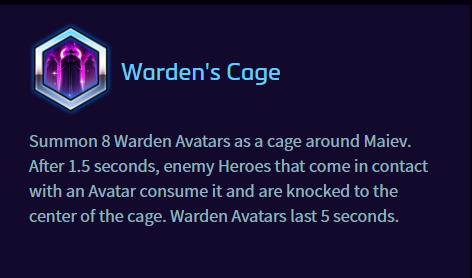 Warden's Cage
Summon 8 Warden Avatars as a cage around Maiev.
After 1.5 seconds, enemy Heroes that come in contact
with an Avatar consume it and are knocked to the
center of the cage. Warden Avatars last 5 seconds.